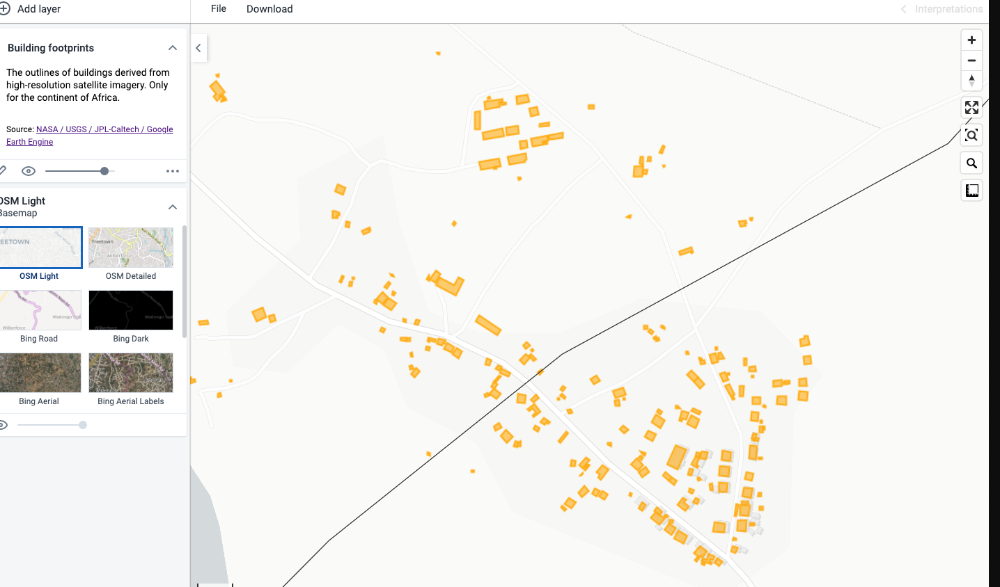 Add layer
File
Download
Interpretations
Building footprints
The outlines of buildings derived from
high-resolution satellite imagery. Only
for the continent of Africa.
Source: NASA / USGS / JPL-Caltech / Google
Earth Engine
OSM Light
Basemap
EETOWN
Freetown
Wilberforce
OSM Light
OSM Detailed
Wilberforce
Madongo
Wilberforce
Bing Road
Bing Dark
Bing Aerial
Bing Aerial Labels